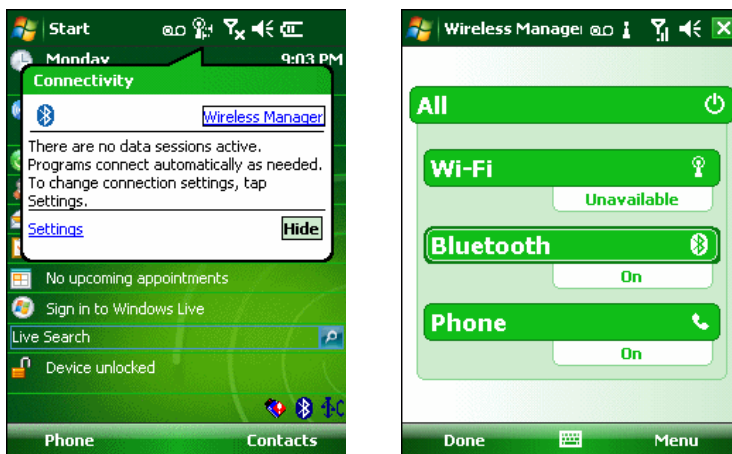 Start
Monday 9:03 PM
Connectivity
Wireless Manager
There are no data sessions active.
Programs connect automatically as needed.
To change connection settings, tap
Settings.
Settings Hide
No upcoming appointments
Sign in to Windows Live
Live Search
Device unlocked
Phone Contacts
Wireless Manager
All
Wi-Fi
Unavailable
Bluetooth
On
Phone
On
Done Menu